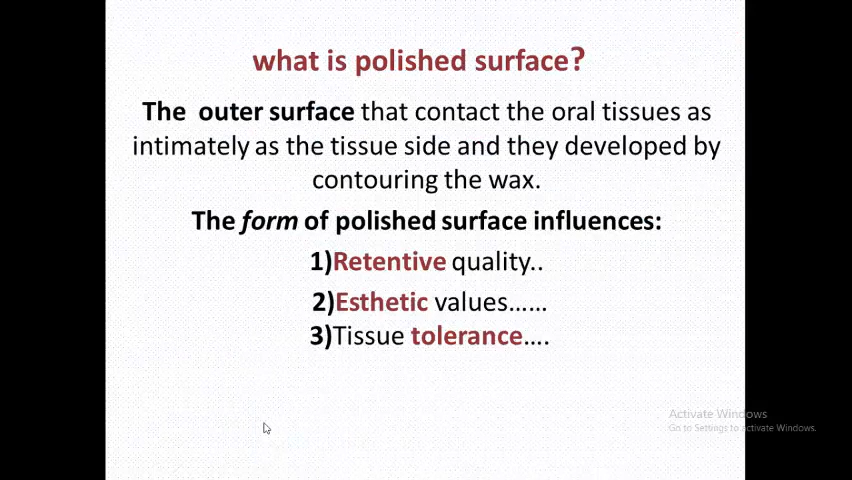 what is polished surface?
The outer surface that contact the oral tissues as
intimately as the tissue side and they developed by
contouring the wax.
The form of polished surface influences:
1)Retentive quality..
2)Esthetic values......
3)Tissue tolerance....
Activate Windows
Go to Settings to activate Windows.